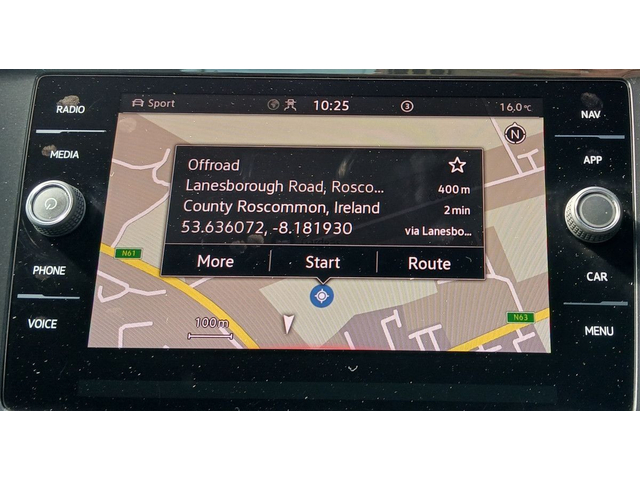 RADIO
MEDIA
PHONE
VOICE
Sport
10:25
3
16,0°C
N
Offroad
Lanesborough Road, Rosco... 400 m
County Roscommon, Ireland 2 min
53.636072, -8.181930 via Lanesbo...
More Start Route
N61
100m
N63
NAV
APP
CAR
MENU